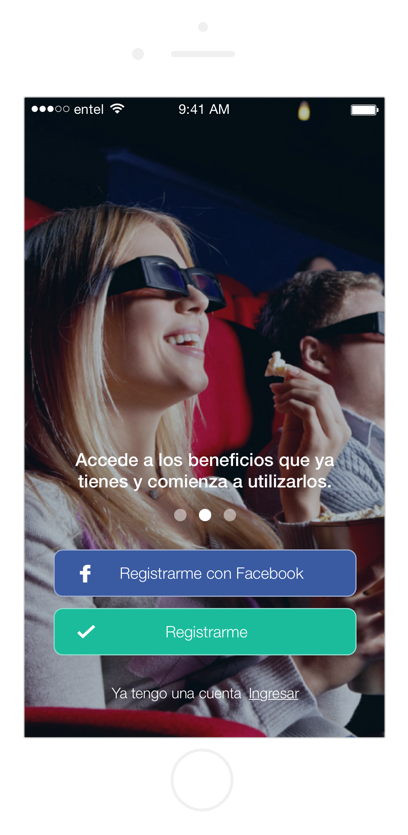 entel 9:41 AM
Accede a los beneficios que ya
tienes y comienza a utilizarlos.
Registrarme con Facebook
Registrarme
Ya tengo una cuenta Ingresar